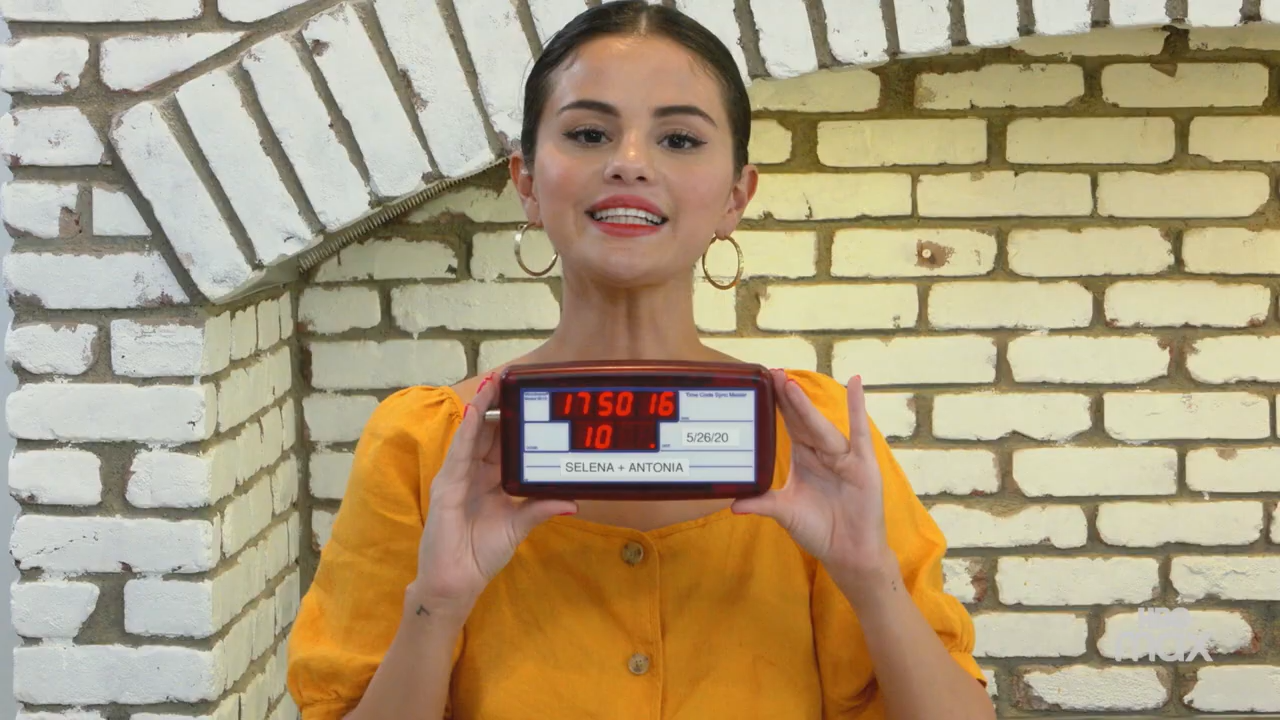 17 50 16
Time Code Sync Master
10 .
5/26/20
SELENA + ANTONIA
HBO
max